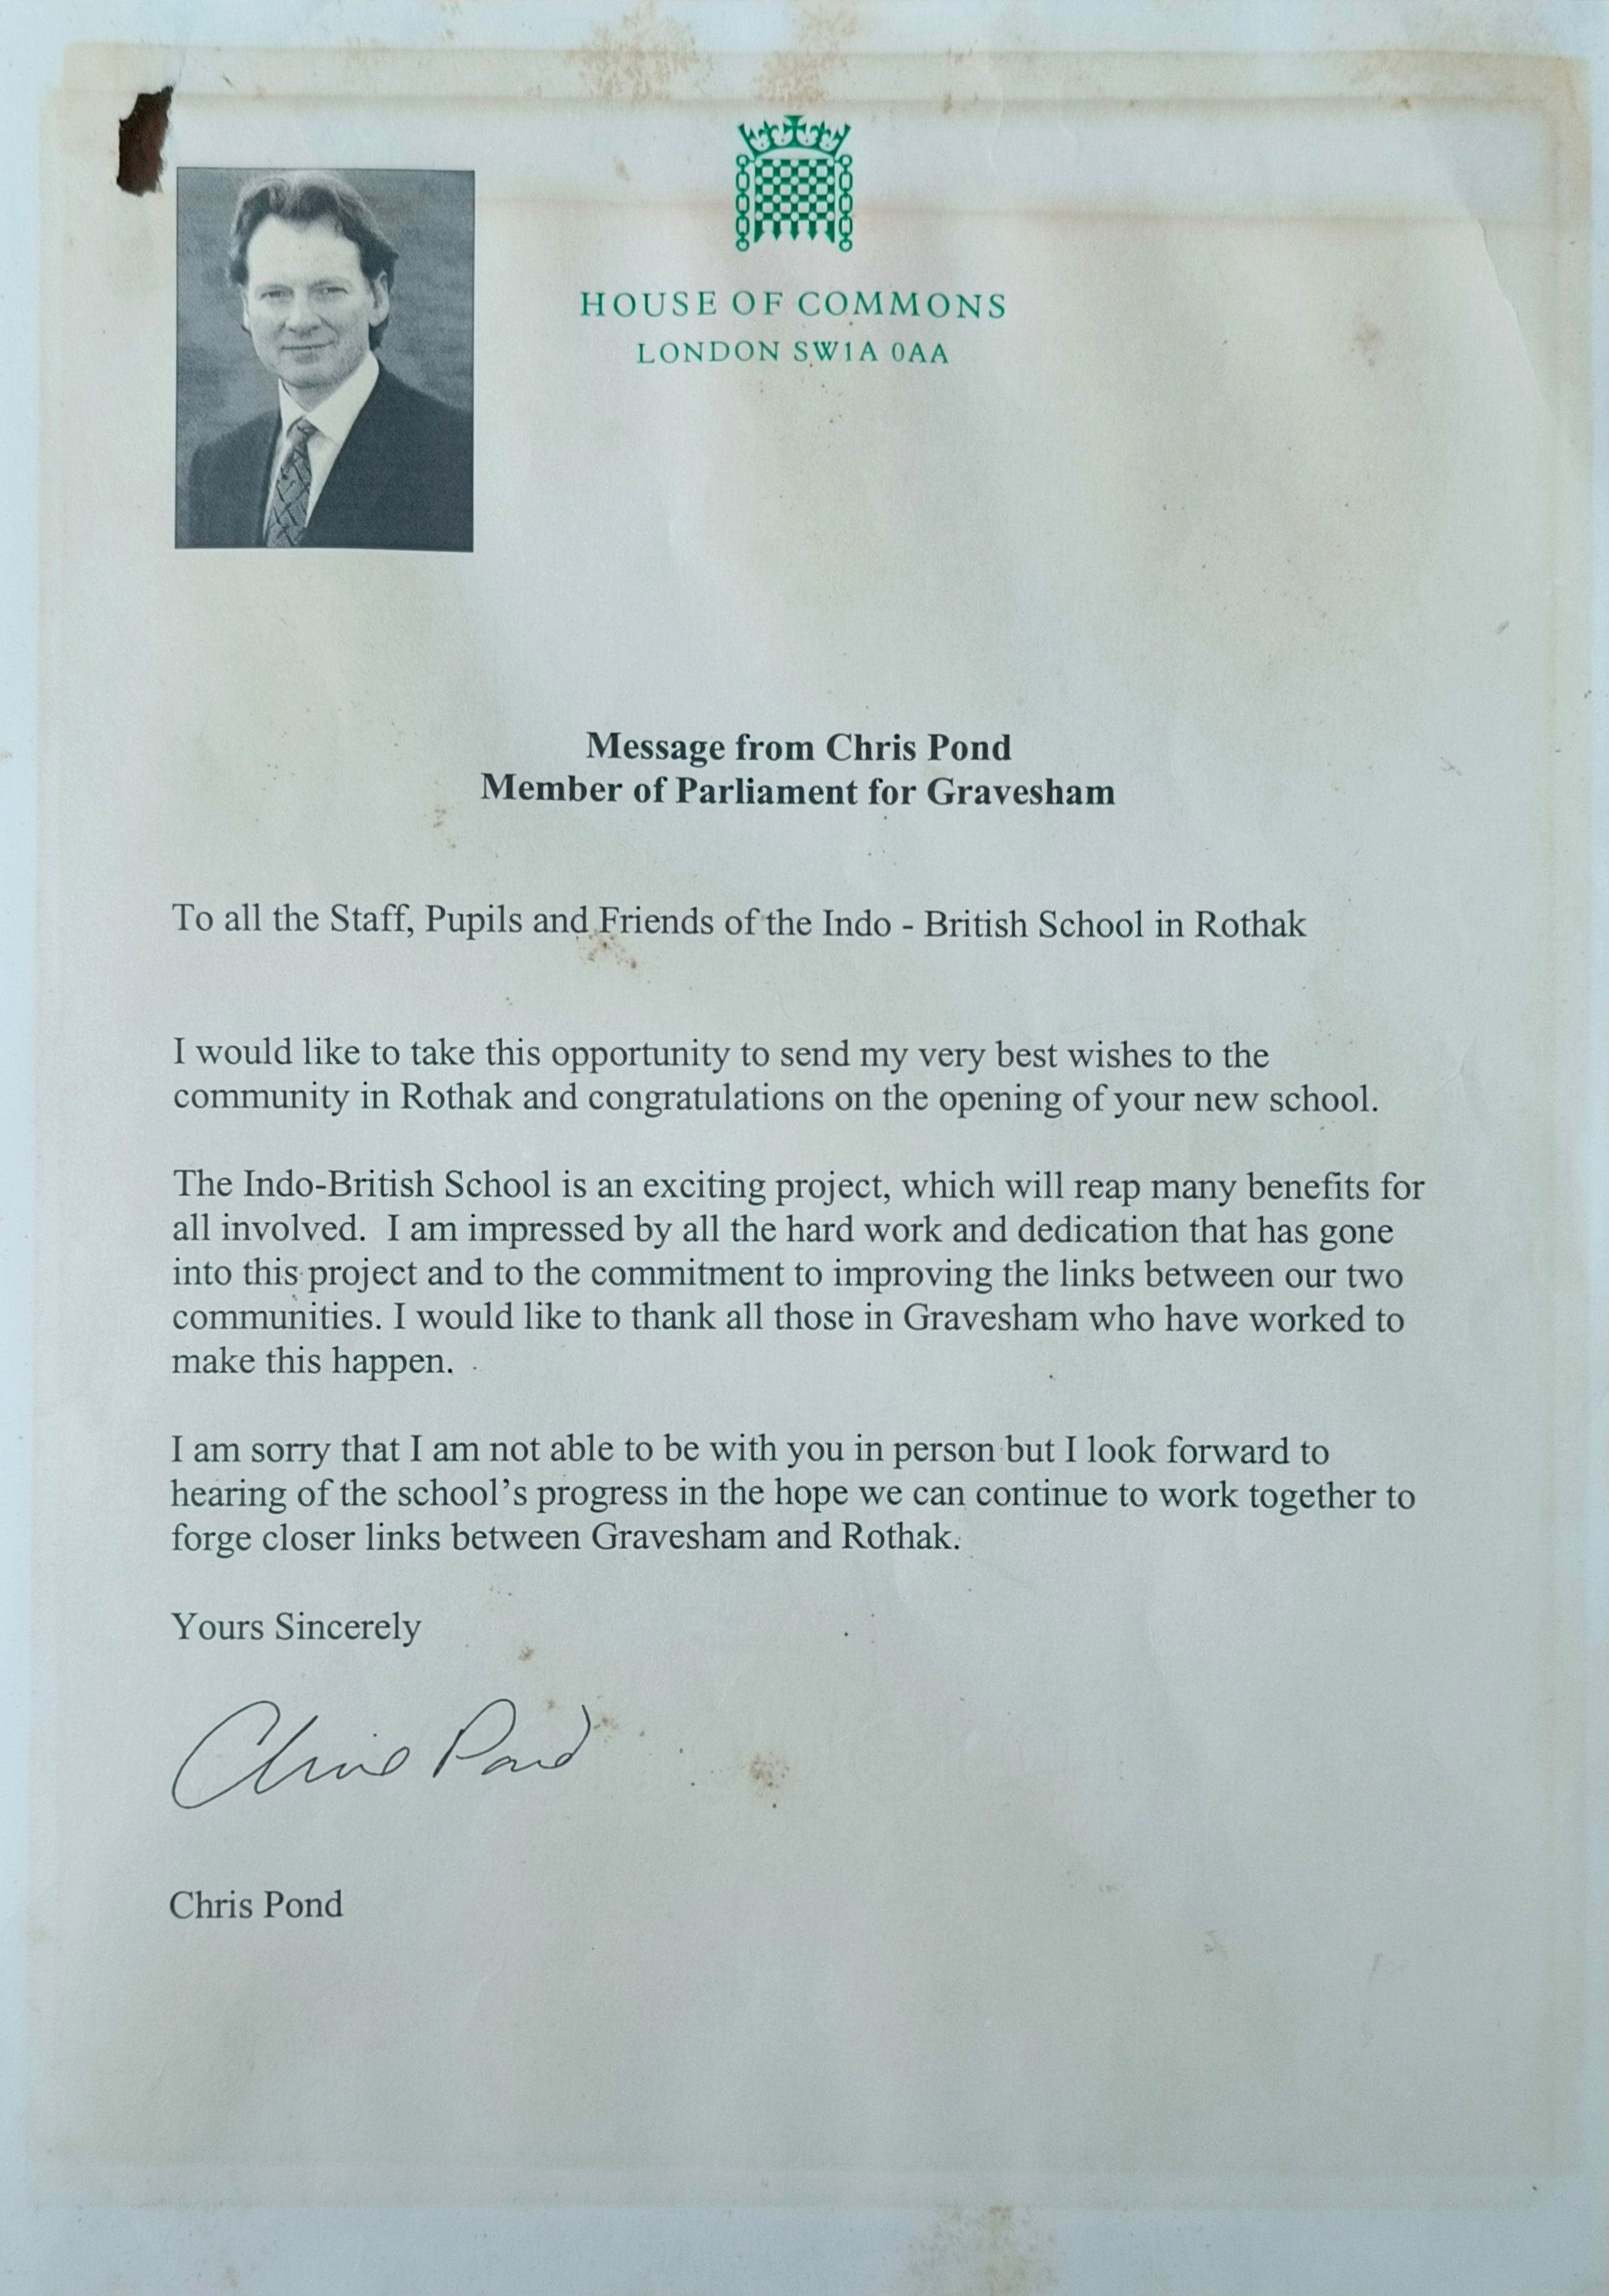 HOUSE OF COMMONS
LONDON SW1A 0AA
Message from Chris Pond
Member of Parliament for Gravesham
To all the Staff, Pupils and Friends of the Indo - British School in Rothak
I would like to take this opportunity to send my very best wishes to the
community in Rothak and congratulations on the opening of your new school.
The Indo-British School is an exciting project, which will reap many benefits for
all involved.  I am impressed by all the hard work and dedication that has gone
into this project and to the commitment to improving the links between our two
communities. I would like to thank all those in Gravesham who have worked to
make this happen.
I am sorry that I am not able to be with you in person but I look forward to
hearing of the school’s progress in the hope we can continue to work together to
forge closer links between Gravesham and Rothak.
Yours Sincerely
Chris Pond
Chris Pond